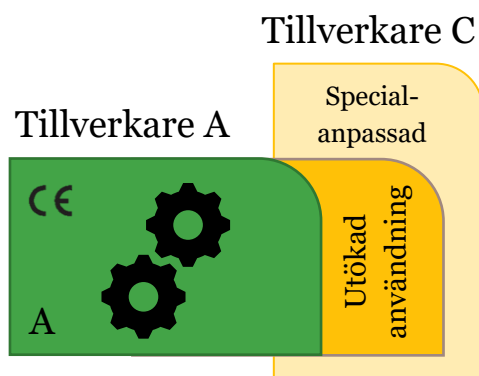 Tillverkare C
Special-
anpassad
Tillverkare A
CE
A
Utökad
användning